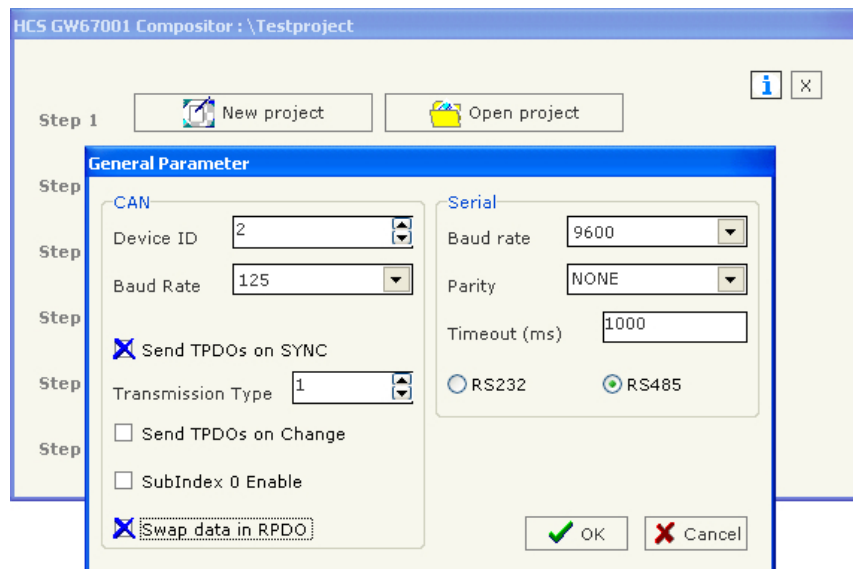 HCS GW67001 Compositor : \Testproject
i X
Step 1 New project Open project
General Parameter
Step
CAN
Device ID 2
Step
Baud Rate 125
Step
Send TPDOs on SYNC
Step
Transmission Type 1
Send TPDOs on Change
Step
SubIndex 0 Enable
Swap data in RPDO
Serial
Baud rate 9600
Parity NONE
Timeout (ms) 1000
RS232 RS485
OK Cancel